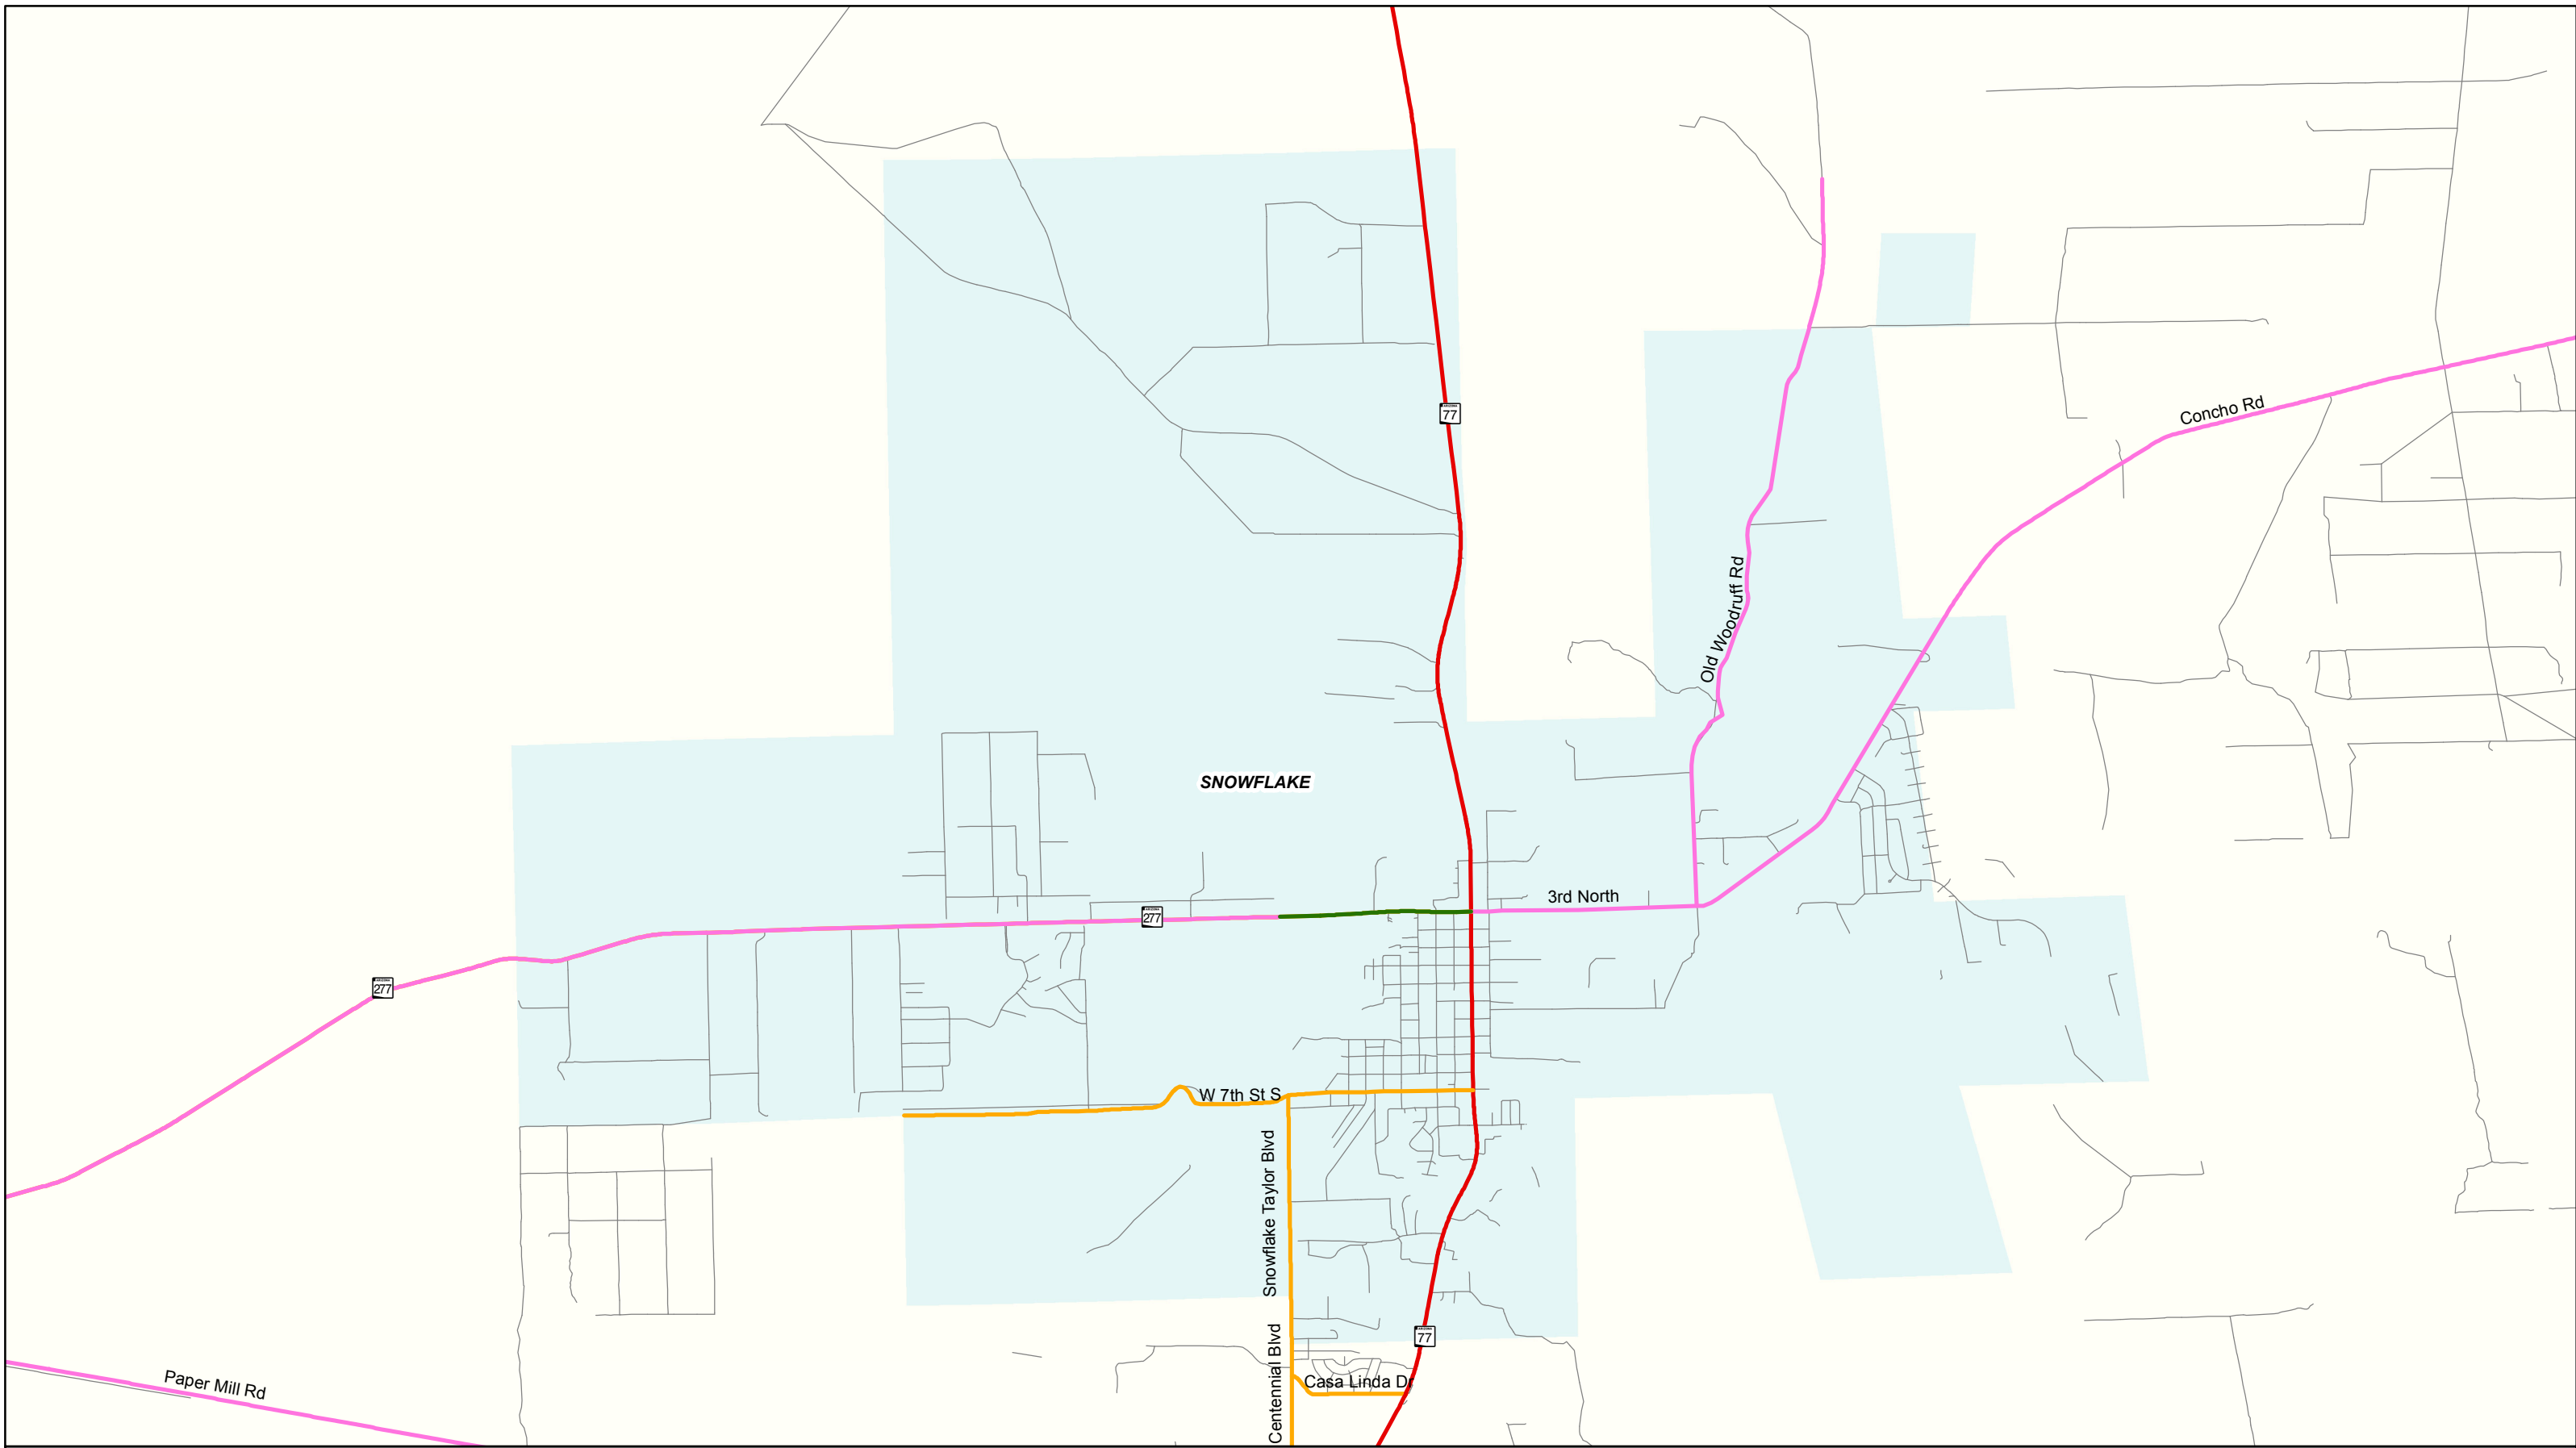 77
Concho Rd
Old Woodruff Rd
SNOWFLAKE
3rd North
277
277
W 7th St S
Snowflake Taylor Blvd
77
Centennial Blvd
Casa Linda Dr
Paper Mill Rd